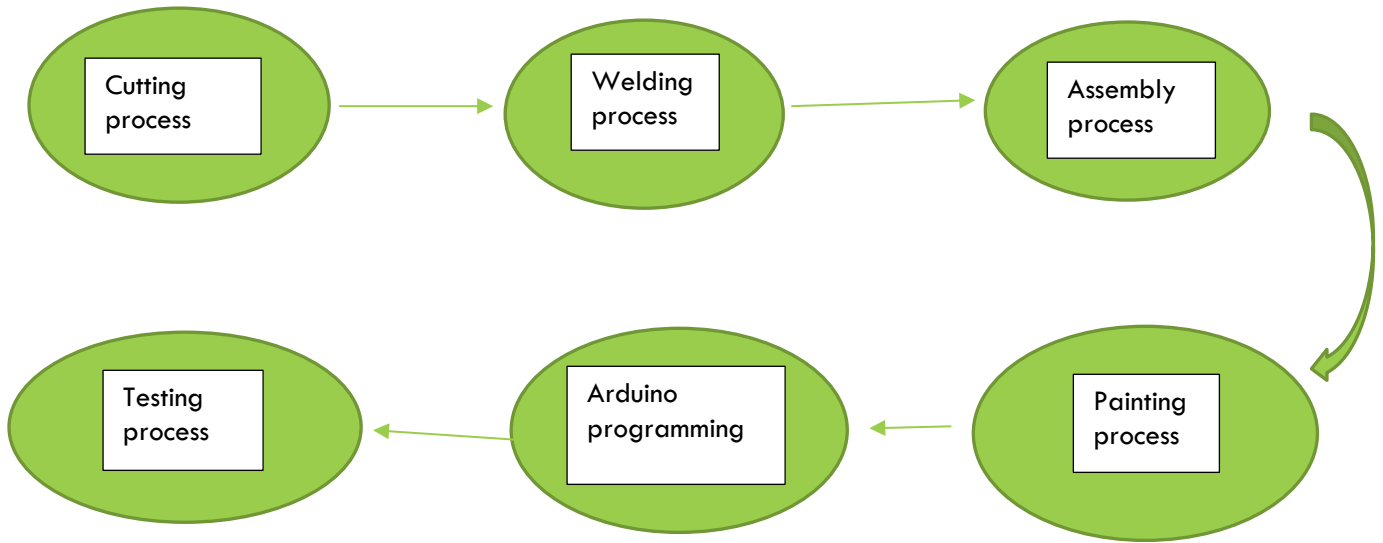 Cutting
process
Welding
process
Assembly
process
Painting
process
Arduino
programming
Testing
process